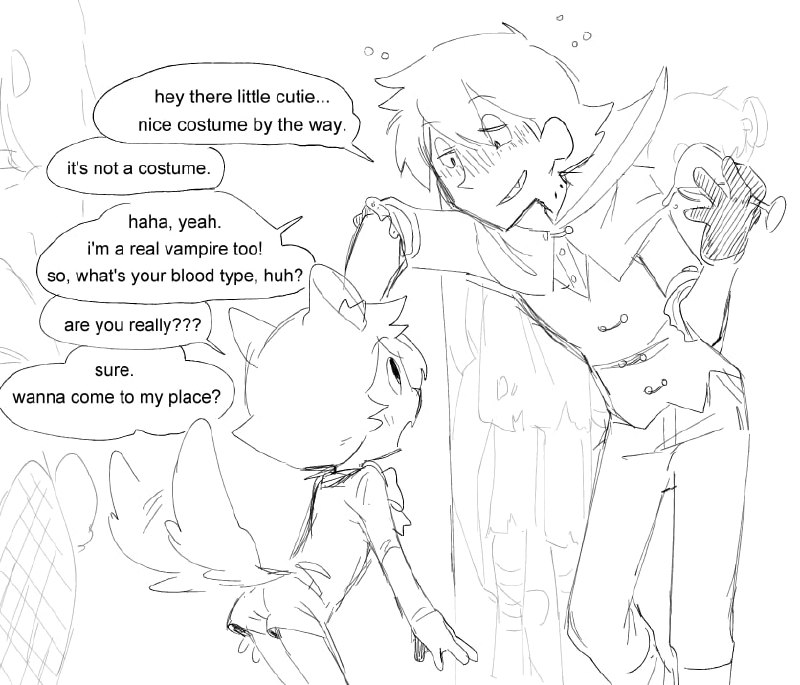 hey there little cutie...
nice costume by the way.
it's not a costume.
haha, yeah.
i'm a real vampire too!
so, what's your blood type, huh?
are you really???
sure.
wanna come to my place?